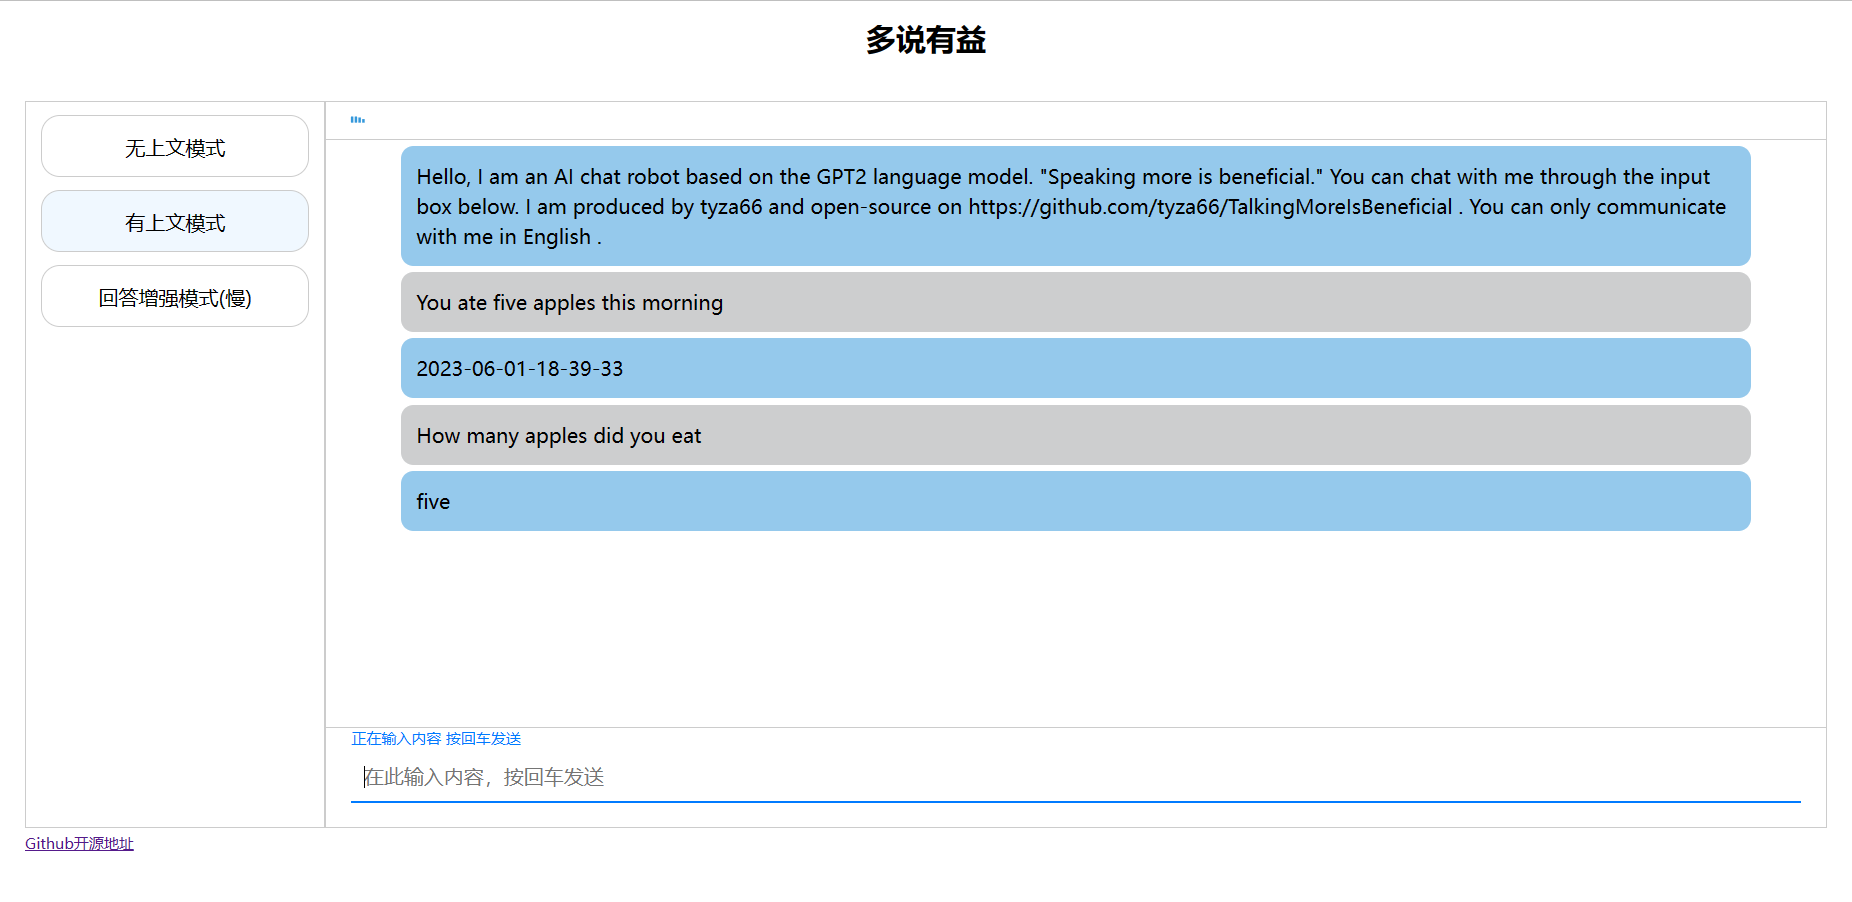 多说有益
无上文模式
有上文模式
回答增强模式(慢)
Hello, I am an AI chat robot based on the GPT2 language model. "Speaking more is beneficial." You can chat with me through the input
box below. I am produced by tyza66 and open-source on https://github.com/tyza66/TalkingMoreIsBeneficial . You can only communicate
with me in English .
You ate five apples this morning
2023-06-01-18-39-33
How many apples did you eat
five
正在输入内容 按回车发送
在此输入内容，按回车发送
Github开源地址